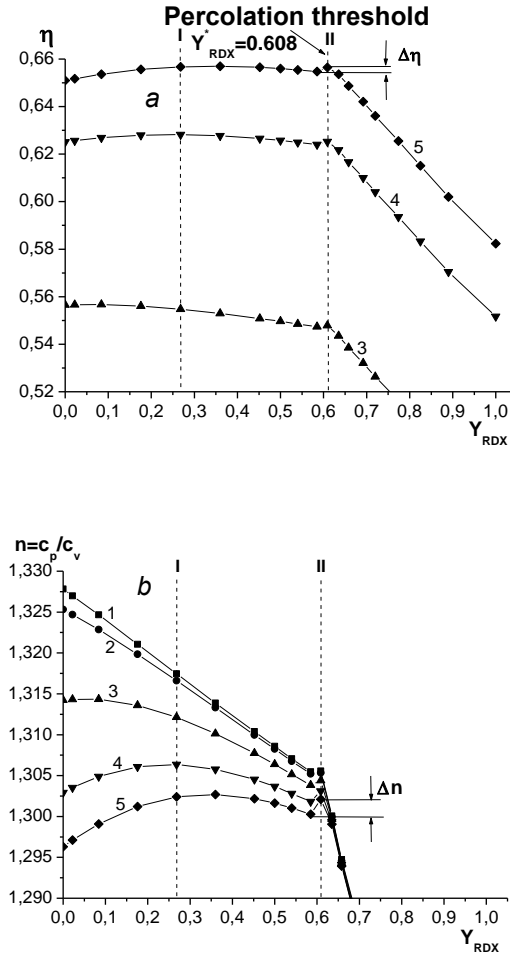 Percolation threshold
η
I
Y*RDX=0.608
II
0,66
Δη
a
0,64
5
0,62
4
0,60
0,58
0,56
0,54
3
0,52
0,0 0,1 0,2 0,3 0,4 0,5 0,6 0,7 0,8 0,9 1,0
YRDX
n=cp/cv
I
II
1,330
b
1
1,325
2
1,320
3
1,315
1,310
4
1,305
5
Δn
1,300
1,295
1,290
0,0 0,1 0,2 0,3 0,4 0,5 0,6 0,7 0,8 0,9 1,0
YRDX